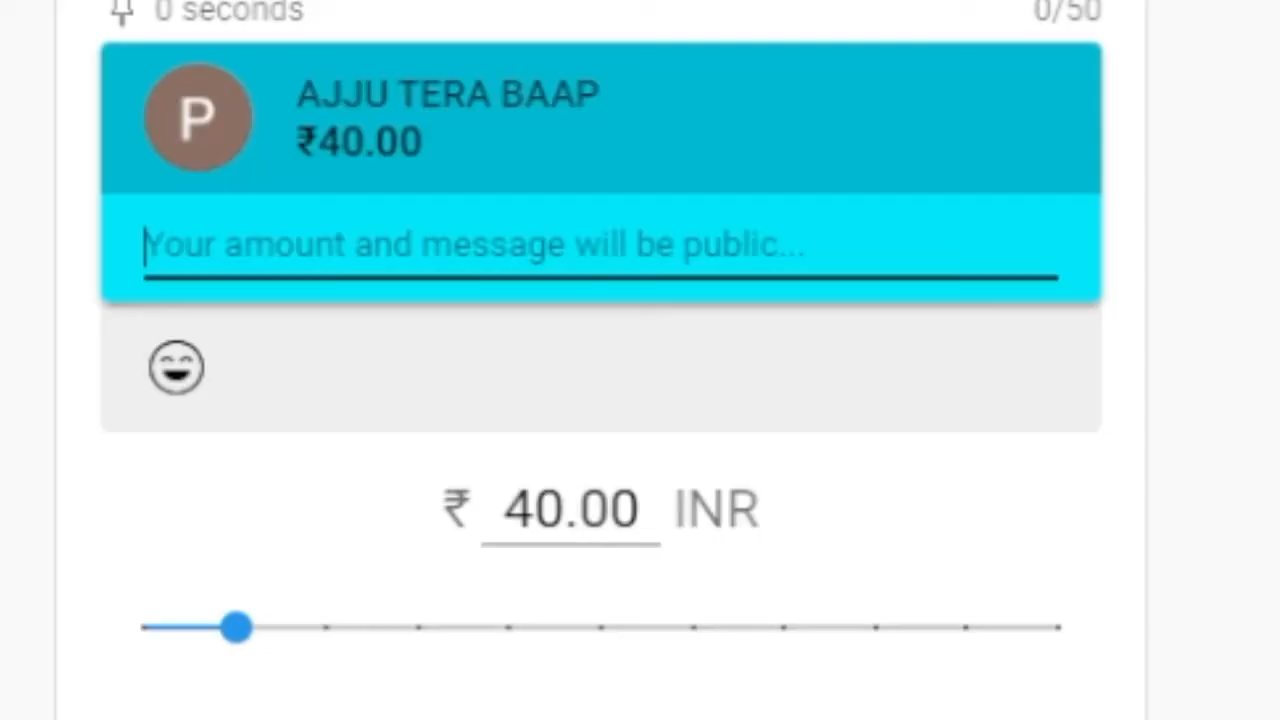 0 seconds 0/50
P
AJJU TERA BAAP
₹40.00
Your amount and message will be public...
₹ 40.00 INR